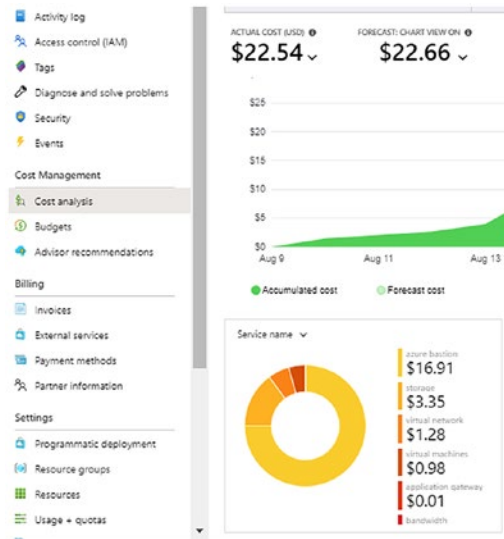 Activity log
Access control (IAM)
Tags
Diagnose and solve problems
Security
Events
Cost Management
Cost analysis
Budgets
Advisor recommendations
Billing
Invoices
External services
Payment methods
Partner information
Settings
Programmatic deployment
Resource groups
Resources
Usage + quotas
ACTUAL COST (USD)
$22.54
FORECAST: CHART VIEW ON
$22.66
$25
$20
$15
$10
$5
$0
Aug 9 Aug 11 Aug 13
Accumulated cost Forecast cost
Service name
azure bastion
$16.91
storage
$3.35
virtual network
$1.28
virtual machines
$0.98
application gateway
$0.01
bandwidth